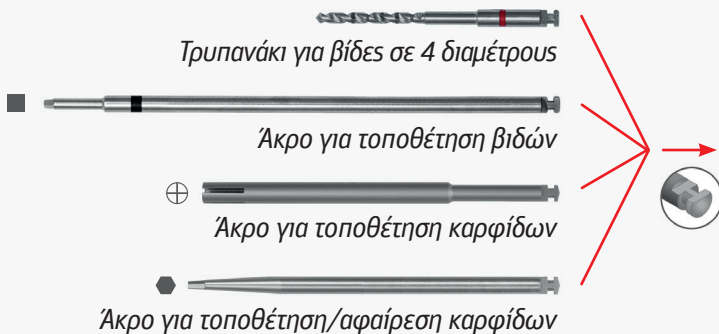 Τρυπανάκι για βίδες σε 4 διαμέτρους
Άκρο για τοποθέτηση βιδών
Άκρο για τοποθέτηση καρφίδων
Άκρο για τοποθέτηση/αφαίρεση καρφίδων